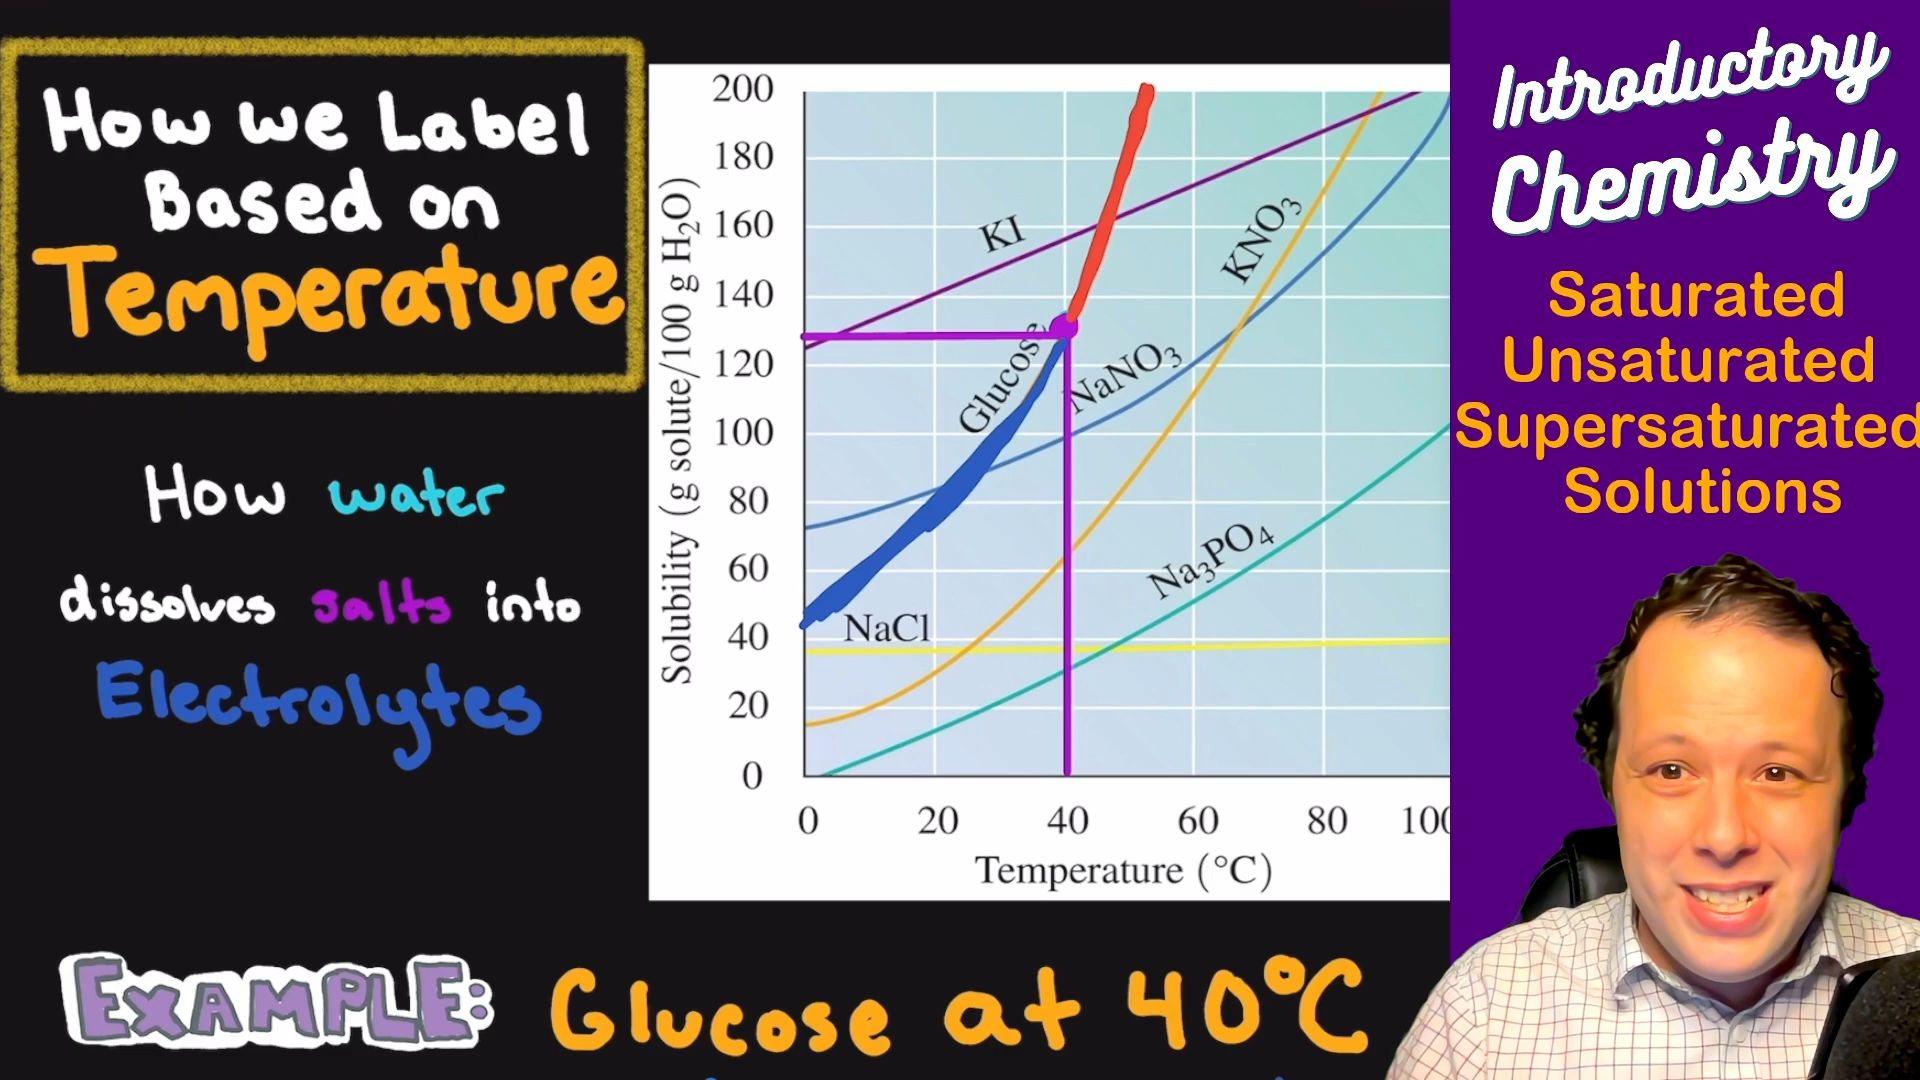 How we Label
Based on
Temperature
How water
dissolves salts into
Electrolytes
Solubility (g solute/100 g H₂O)
200
180
160
140
120
100
80
60
40
20
0
KI
Glucose
NaNO₃
KNO₃
Na₃PO₄
NaCl
0 20 40 60 80 100
Temperature (°C)
EXAMPLE: Glucose at 40°C
Introductory
Chemistry
Saturated
Unsaturated
Supersaturated
Solutions